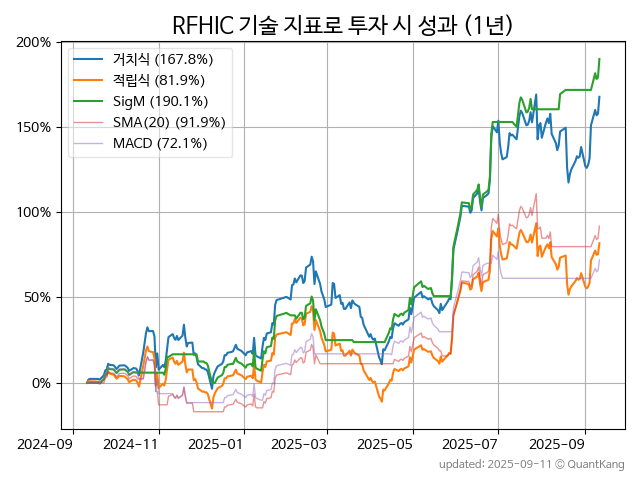 RFHIC 기술 지표로 투자 시 성과 (1년)
200%
150%
100%
50%
0%
거치식 (167.8%)
적립식 (81.9%)
SigM (190.1%)
SMA(20) (91.9%)
MACD (72.1%)
2024-09
2024-11
2025-01
2025-03
2025-05
2025-07
2025-09
updated: 2025-09-11 © QuantKang